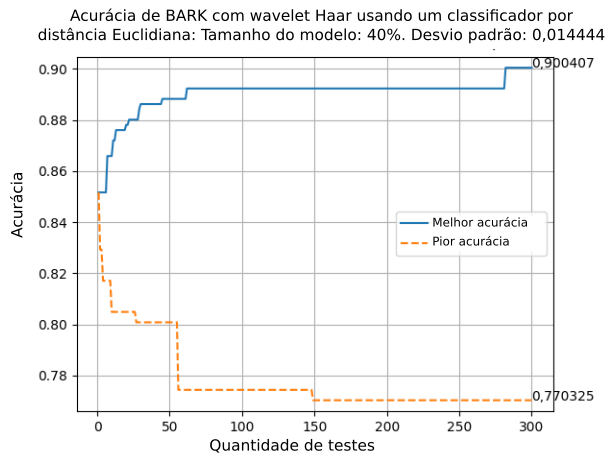 Acurácia de BARK com wavelet Haar usando um classificador por
distância Euclidiana: Tamanho do modelo: 40%. Desvio padrão: 0,014444
0,900407
0.90
0.88
0.86
0.84
0.82
0.80
0.78
Acurácia
Melhor acurácia
Pior acurácia
0,770325
0 50 100 150 200 250 300
Quantidade de testes